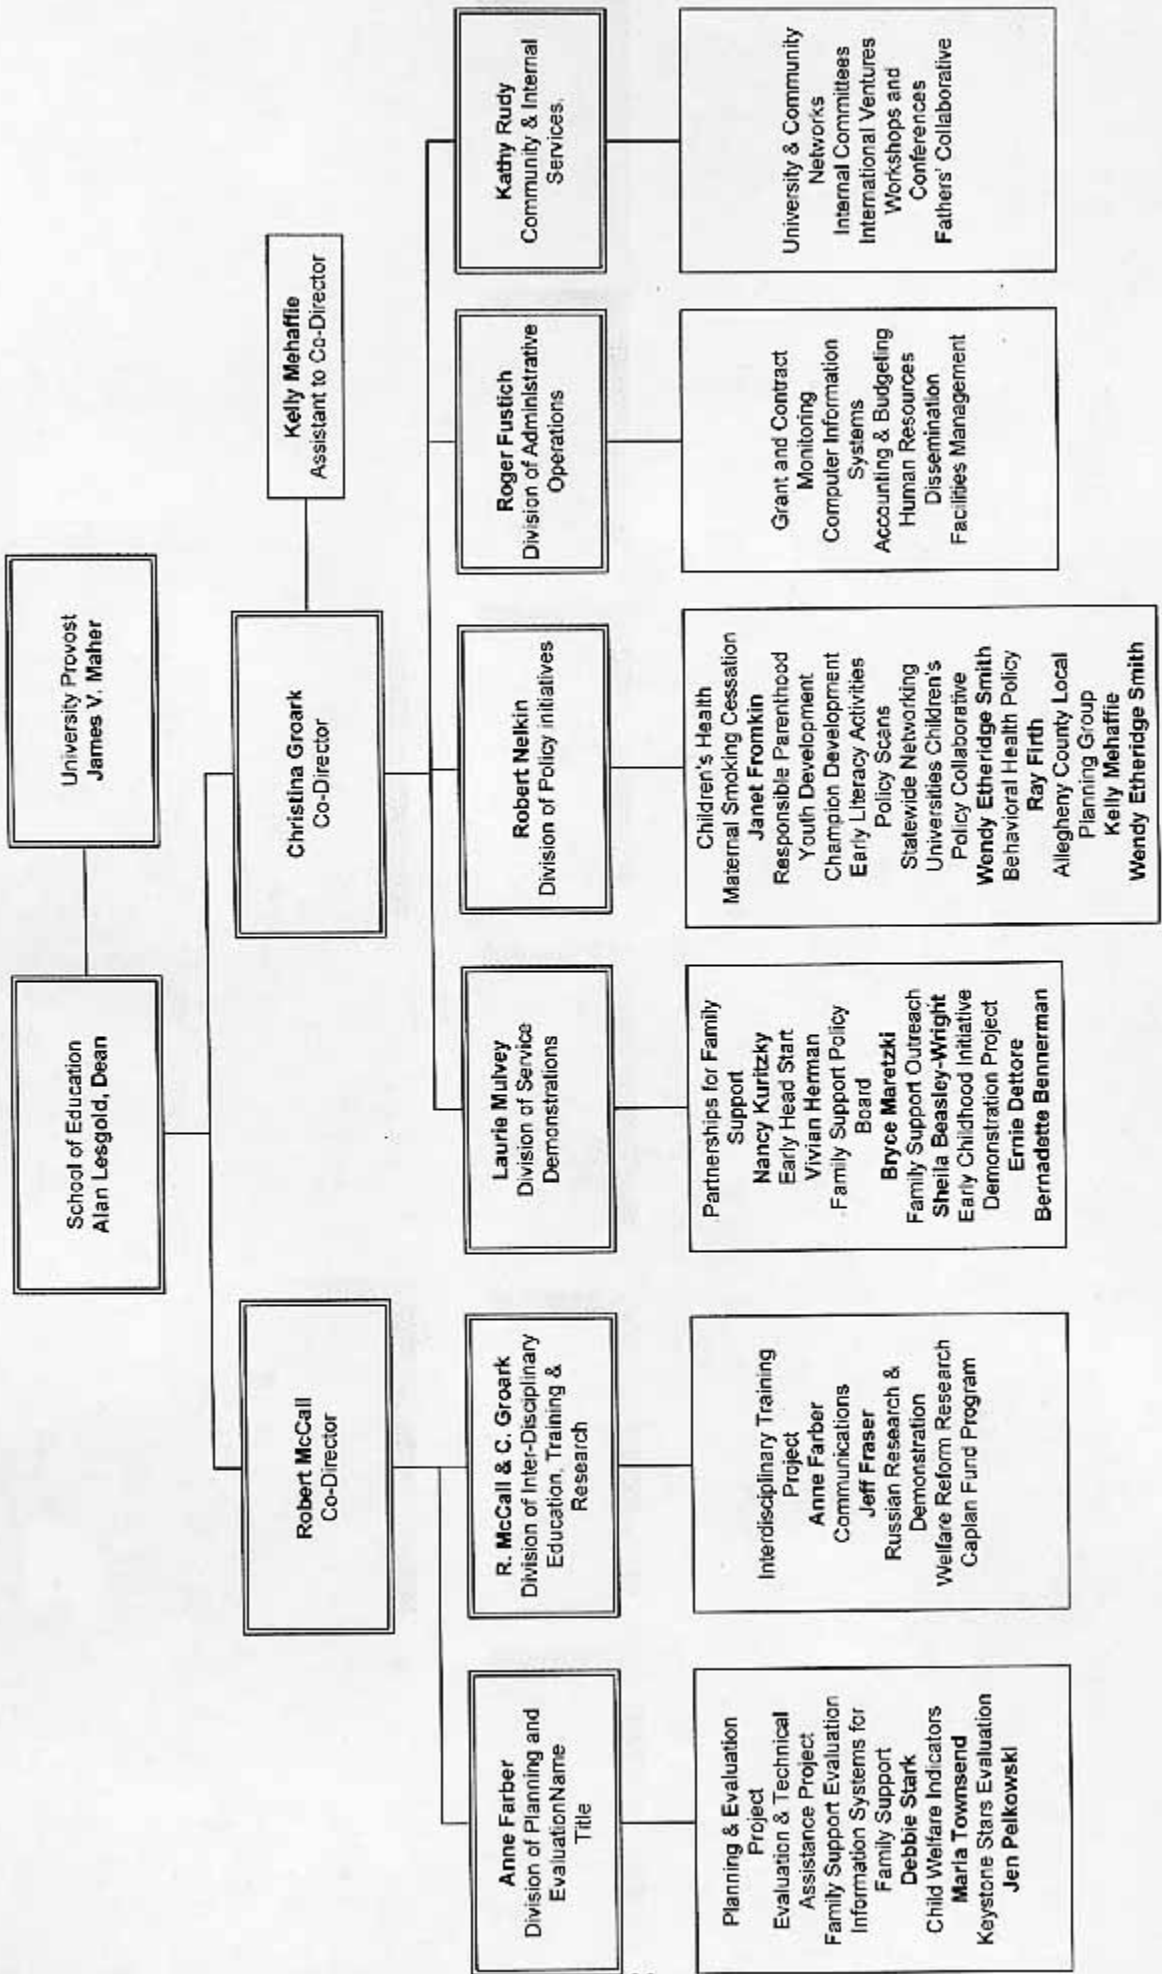 School of Education
Alan Lesgold, Dean
University Provost
James V. Maher
Robert McCall
Co-Director
Christina Groark
Co-Director
Kelly Mehaffie
Assistant to Co-Director
Anne Farber
Division of Planning and
EvaluationName
Title
R. McCall & C. Groark
Division of Inter-Disciplinary
Education, Training &
Research
Laurie Mulvey
Division of Service
Demonstrations
Robert Nelkin
Division of Policy initiatives
Roger Fustich
Division of Administrative
Operations
Kathy Rudy
Community & Internal
Services.
Planning & Evaluation
Project
Evaluation & Technical
Assistance Project
Family Support Evaluation
Information Systems for
Family Support
Debbie Stark
Child Welfare Indicators
Marla Townsend
Keystone Stars Evaluation
Jen Pelkowski
Interdisciplinary Training
Project
Anne Farber
Communications
Jeff Fraser
Russian Research &
Demonstration
Welfare Reform Research
Caplan Fund Program
Partnerships for Family
Support
Nancy Kuritzky
Early Head Start
Vivian Herman
Family Support Policy
Board
Bryce Maretzki
Family Support Outreach
Sheila Beasley-Wright
Early Childhood Initiative
Demonstration Project
Ernie Dettore
Bernadette Bennerman
Children's Health
Maternal Smoking Cessation
Janet Fromkin
Responsible Parenthood
Youth Development
Champion Development
Early Literacy Activities
Policy Scans
Statewide Networking
Universities Children's
Policy Collaborative
Wendy Etheridge Smith
Behavioral Health Policy
Ray Firth
Allegheny County Local
Planning Group
Kelly Mehaffie
Wendy Etheridge Smith
Grant and Contract
Monitoring
Computer Information
Systems
Accounting & Budgeting
Human Resources
Dissemination
Facilities Management
University & Community
Networks
Internal Committees
International Ventures
Workshops and
Conferences
Fathers' Collaborative